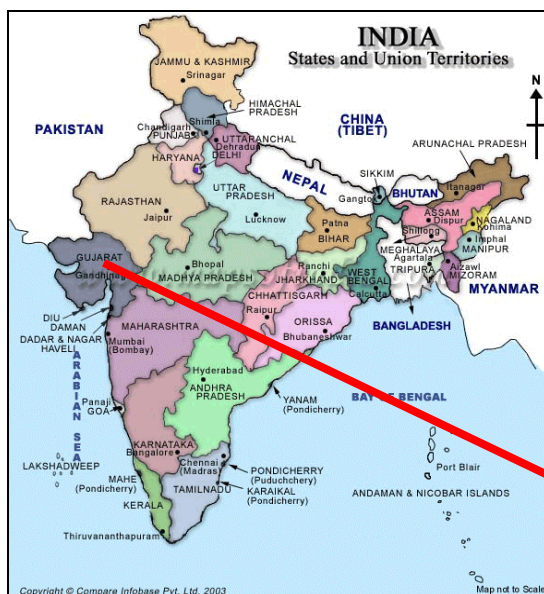 INDIA
States and Union Territories
N
JAMMU & KASHMIR
Srinagar
HIMACHAL
PRADESH
Shimla
Chandigarh
PUNJAB
PAKISTAN
CHINA
(TIBET)
UTTARANCHAL
Dehradun
DELHI
HARYANA
ARUNACHAL PRADESH
SIKKIM
NEPAL
BHUTAN
Itanagar
Gangtok
UTTAR
PRADESH
RAJASTHAN
Jaipur
Lucknow
ASSAM
Dispur
NAGALAND
Kohima
Patna
BIHAR
Shillong
MEGHALAYA
Imphal
MANIPUR
GUJARAT
Gandhinagar
Bhopal
MADHYA PRADESH
Ranchi
JHARKHAND
WEST
BENGAL
Calcutta
Agartala
TRIPURA
Aizawl
MIZORAM
MYANMAR
CHHATTISGARH
Raipur
ORISSA
Bhubaneshwar
BANGLADESH
DIU
DAMAN
DADAR & NAGAR
HAVELI
MAHARASHTRA
Mumbai
(Bombay)
ARABIAN SEA
Hyderabad
ANDHRA
PRADESH
YANAM
(Pondicherry)
BAY OF BENGAL
Panaji
GOA
KARNATAKA
Bangalore
Chennai
(Madras)
PONDICHERRY
(Puduchery)
KARAIKAL
(Pondicherry)
LAKSHADWEEP
MAHE
(Pondicherry)
TAMILNADU
KERALA
Port Blair
ANDAMAN & NICOBAR ISLANDS
Thiruvananthapuram
Copyright © Compare Infobase Pvt. Ltd. 2003
Map not to Scale